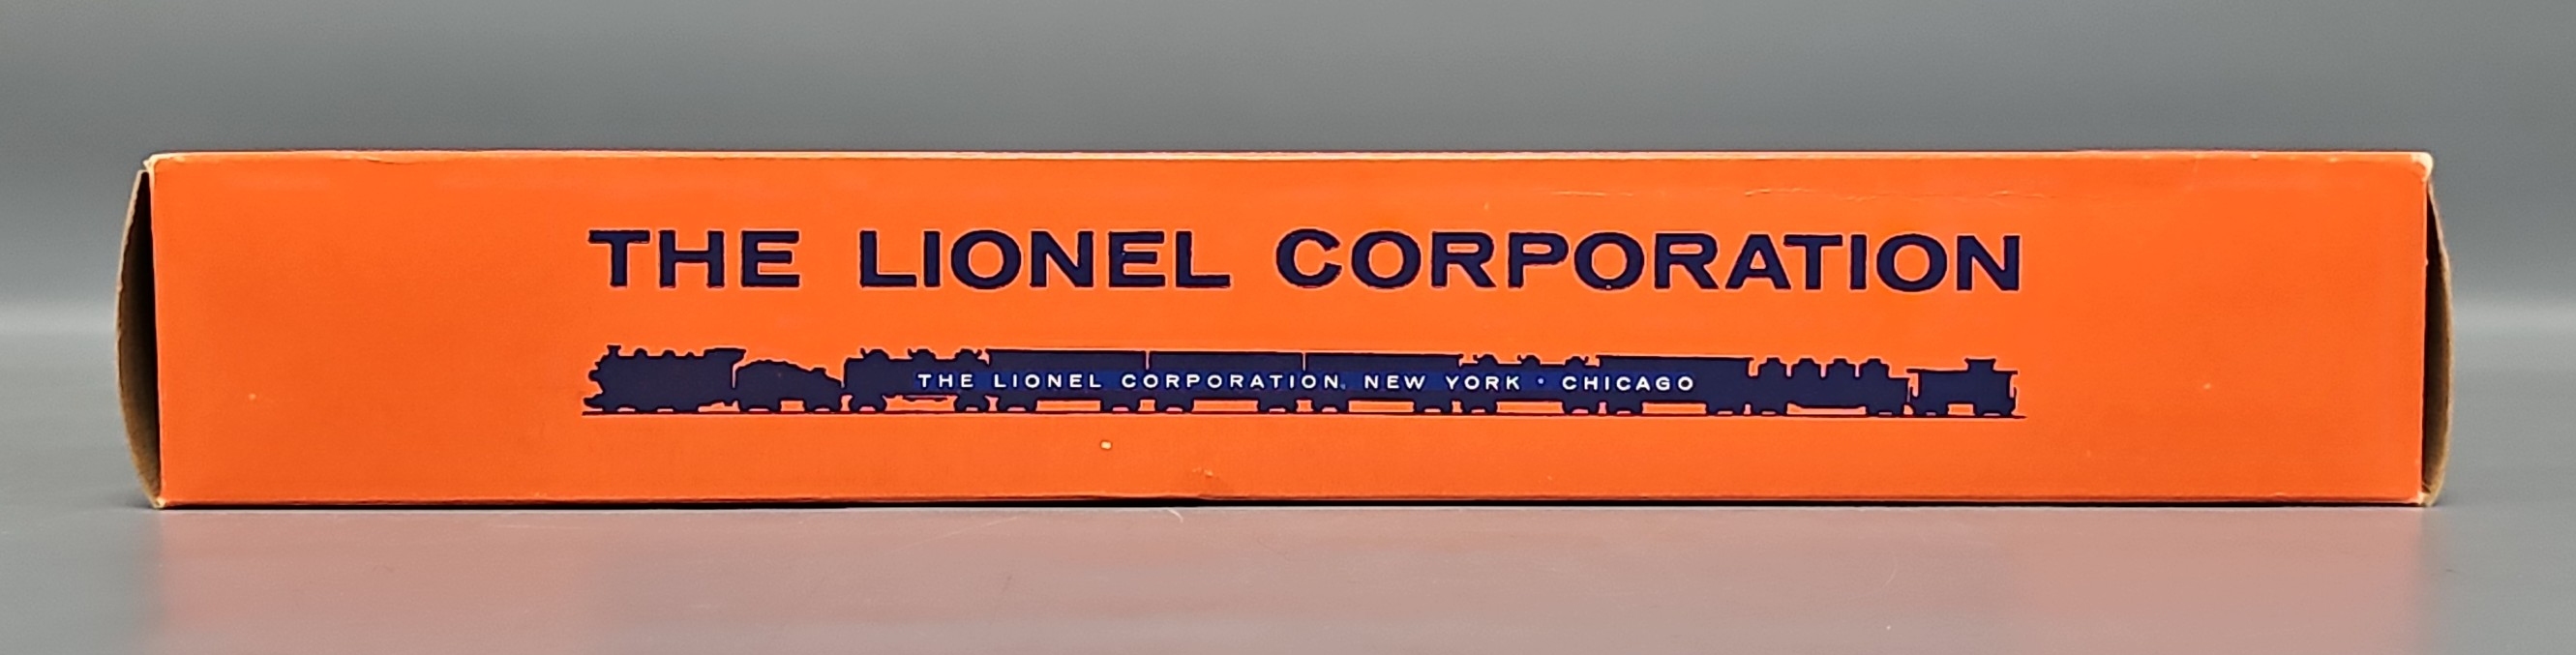 THE LIONEL CORPORATION
THE LIONEL CORPORATION, NEW YORK • CHICAGO